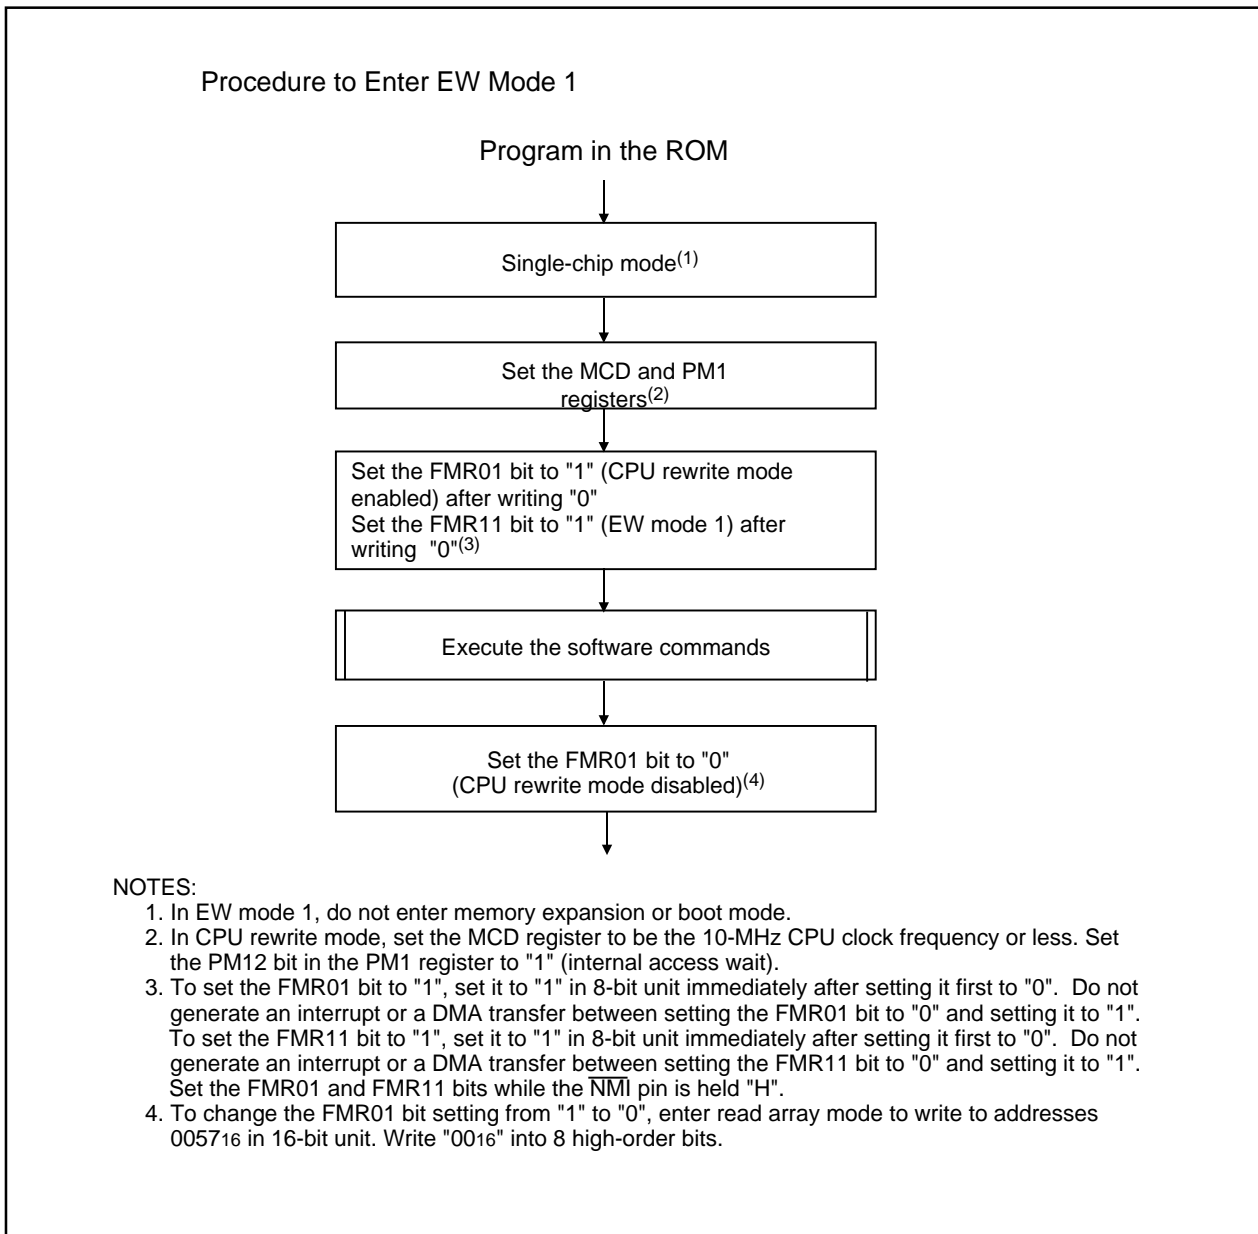 Procedure to Enter EW Mode 1
Program in the ROM
Single-chip mode(1)
Set the MCD and PM1
registers(2)
Set the FMR01 bit to "1" (CPU rewrite mode
enabled) after writing "0"
Set the FMR11 bit to "1" (EW mode 1) after
writing "0"(3)
Execute the software commands
Set the FMR01 bit to "0"
(CPU rewrite mode disabled)(4)
NOTES:
1. In EW mode 1, do not enter memory expansion or boot mode.
2. In CPU rewrite mode, set the MCD register to be the 10-MHz CPU clock frequency or less. Set
the PM12 bit in the PM1 register to "1" (internal access wait).
3. To set the FMR01 bit to "1", set it to "1" in 8-bit unit immediately after setting it first to "0". Do not
generate an interrupt or a DMA transfer between setting the FMR01 bit to "0" and setting it to "1".
To set the FMR11 bit to "1", set it to "1" in 8-bit unit immediately after setting it first to "0". Do not
generate an interrupt or a DMA transfer between setting the FMR11 bit to "0" and setting it to "1".
Set the FMR01 and FMR11 bits while the NMI pin is held "H".
4. To change the FMR01 bit setting from "1" to "0", enter read array mode to write to addresses
005716 in 16-bit unit. Write "0016" into 8 high-order bits.